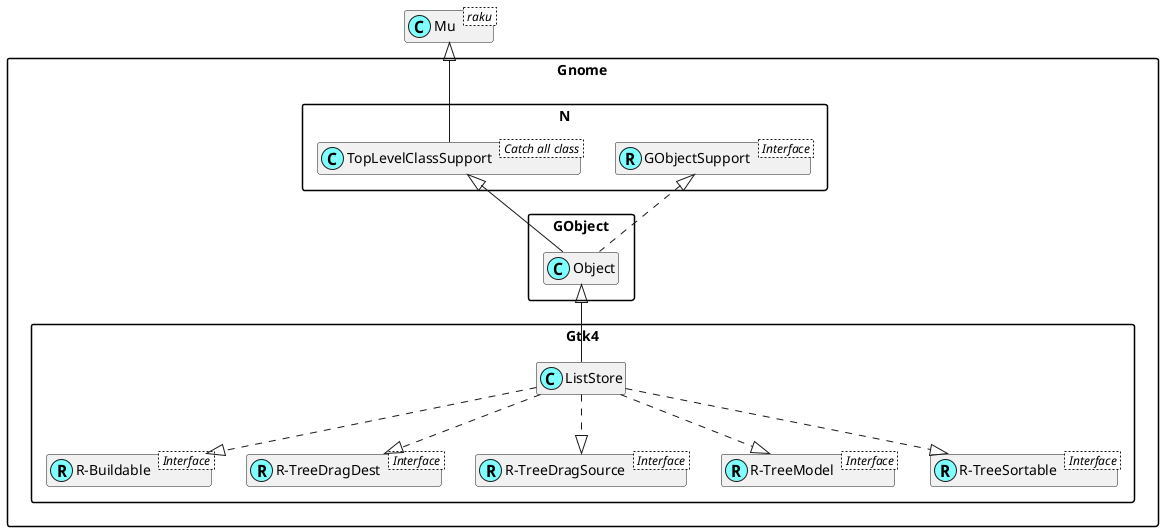 C Mu raku
Gnome
N
C TopLevelClassSupport Catch all class
R GObjectSupport Interface
GObject
C Object
Gtk4
C ListStore
R R-Buildable Interface
R R-TreeDragDest Interface
R R-TreeDragSource Interface
R R-TreeModel Interface
R R-TreeSortable Interface